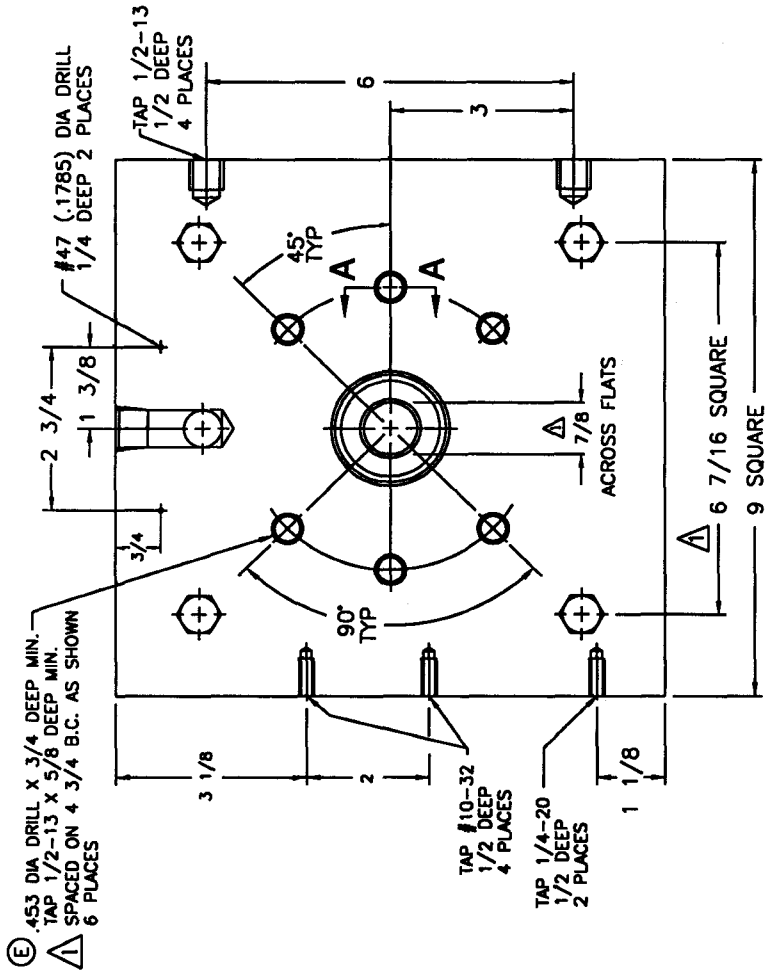 E .453 DIA DRILL X 3/4 DEEP MIN.
TAP 1/2-13 X 5/8 DEEP MIN.
1 SPACED ON 4 3/4 B.C. AS SHOWN
6 PLACES
#47 (.1785) DIA DRILL
1/4 DEEP 2 PLACES
TAP 1/2-13
1/2 DEEP
4 PLACES
2 3/4
1 3/8
3/4
45°
TYP
A
A
6
3
90°
TYP
1
7/8
ACROSS FLATS
3 1/8
2
1 1/8
TAP #10-32
1/2 DEEP
4 PLACES
TAP 1/4-20
1/2 DEEP
2 PLACES
1 6 7/16 SQUARE
9 SQUARE